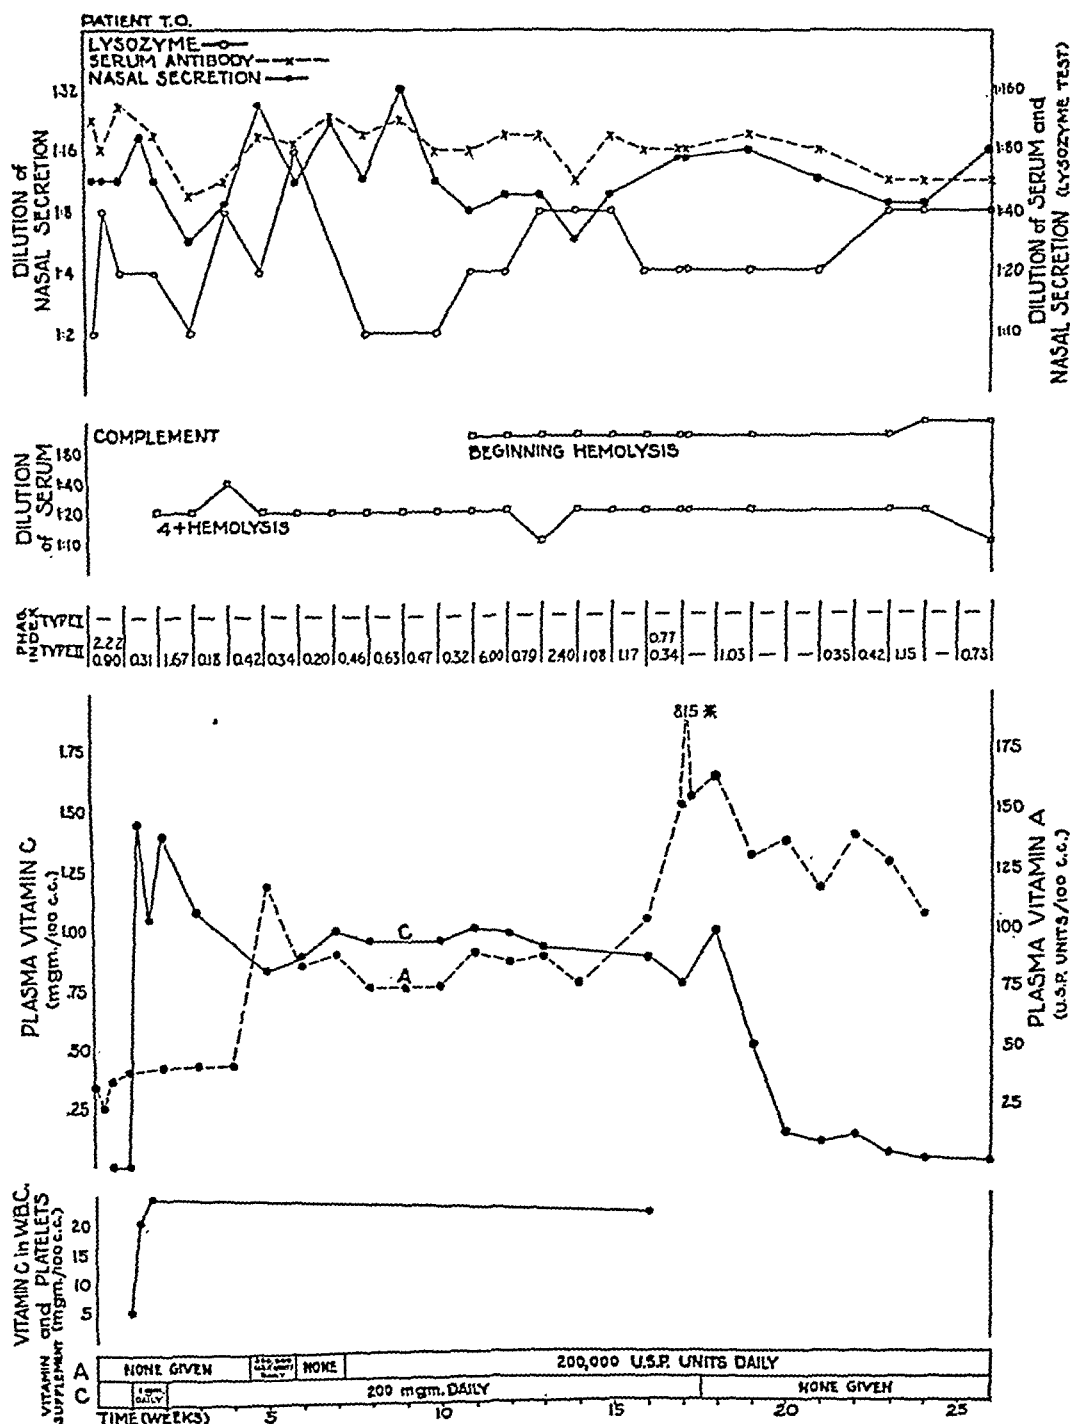 PATIENT T.O.
LYSOZYME
SERUM ANTIBODY
NASAL SECRETION
1:32
1:16
1:8
1:4
1:2
DILUTION of
NASAL SECRETION
1:160
1:80
1:40
1:20
1:10
DILUTION of SERUM and
NASAL SECRETION (LYSOZYME TEST)
COMPLEMENT
BEGINNING HEMOLYSIS
4+HEMOLYSIS
DILUTION
of SERUM
1:60
1:40
1:20
1:10
PHAG.
INDEX
TYPE I — — — — — — — — — — — — — — — — — — — — — — — — —
2.22 0.77
TYPE II 0.90 0.31 1.67 0.18 0.42 0.34 0.20 0.46 0.63 0.47 0.32 6.00 0.79 2.40 1.08 1.17 0.34 — 1.03 — — 0.35 0.42 1.15 — 0.73
815 *
PLASMA VITAMIN C
(mgm./100 c.c.)
1.75
1.50
1.25
1.00
.75
.50
.25
C
A
175
150
125
100
75
50
25
PLASMA VITAMIN A
(U.S.P. UNITS/100 c.c.)
VITAMIN C in W.B.C.
and PLATELETS
(mgm./100 c.c.)
20
15
10
5
VITAMIN
SUPPLEMENT
A NONE GIVEN DAILY NONE 200,000 U.S.P. UNITS DAILY
C 1 gm. DAILY 200 mgm. DAILY NONE GIVEN
TIME (WEEKS) 5 10 15 20 25